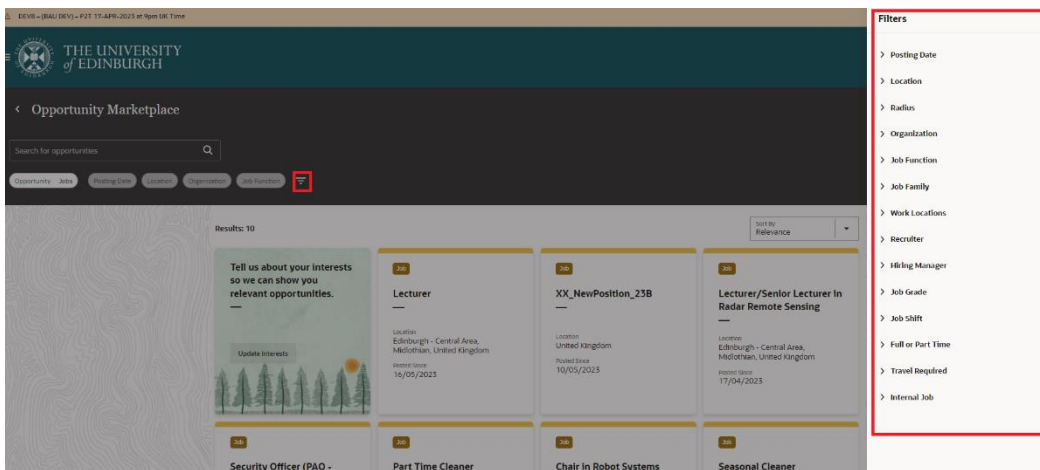 DEV8 – (BAU DEV) – P2T 17-APR-2023 at 9pm UK Time
THE UNIVERSITY
of EDINBURGH
Opportunity Marketplace
Search for opportunities
Opportunity Jobs Posting Date Location Organization Job Function
Results: 10
Sort By
Relevance
Tell us about your interests
so we can show you
relevant opportunities.
Update Interests
Job
Lecturer
Location
Edinburgh - Central Area,
Midlothian, United Kingdom
Posted Since
16/05/2023
Job
XX_NewPosition_23B
Location
United Kingdom
Posted Since
10/05/2023
Job
Lecturer/Senior Lecturer in
Radar Remote Sensing
Location
Edinburgh - Central Area,
Midlothian, United Kingdom
Posted Since
17/04/2023
Job
Security Officer (PAO -
Job
Part Time Cleaner
Job
Chair in Robot Systems
Job
Seasonal Cleaner
Filters
Posting Date
Location
Radius
Organization
Job Function
Job Family
Work Locations
Recruiter
Hiring Manager
Job Grade
Job Shift
Full or Part Time
Travel Required
Internal Job